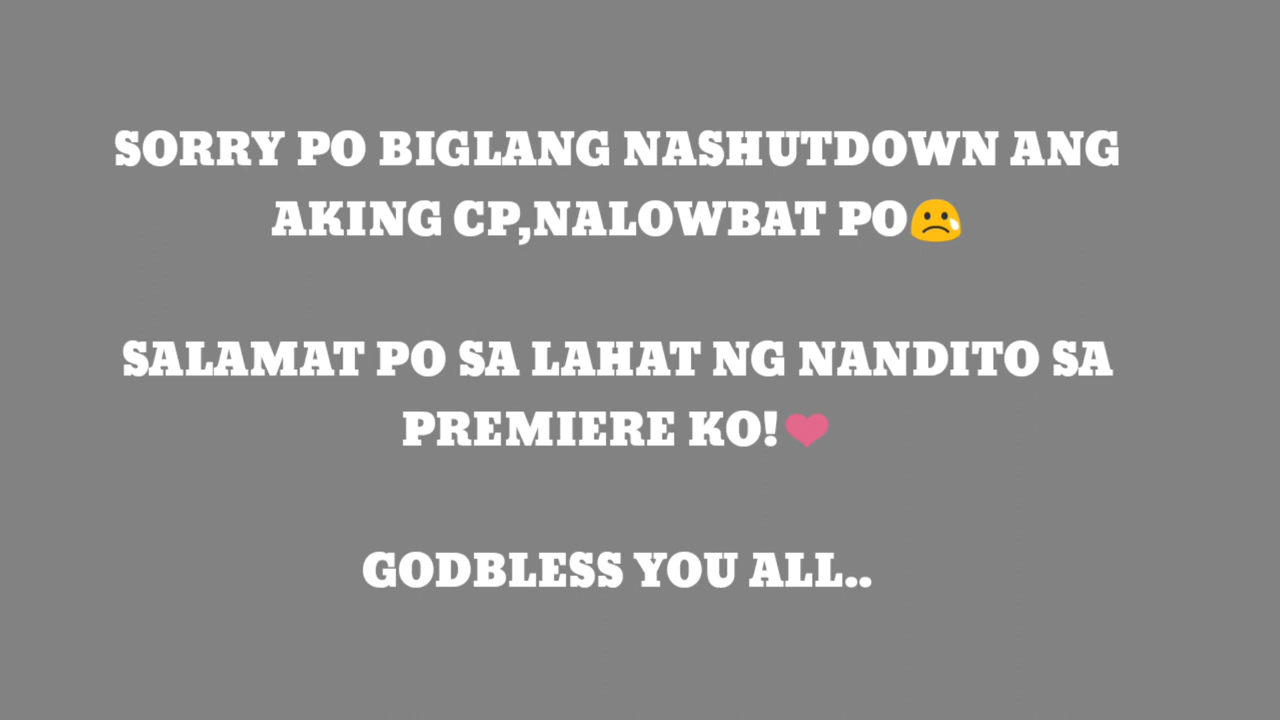 SORRY PO BIGLANG NASHUTDOWN ANG
AKING CP,NALOWBAT PO😢
SALAMAT PO SA LAHAT NG NANDITO SA
PREMIERE KO!❤
GODBLESS YOU ALL..